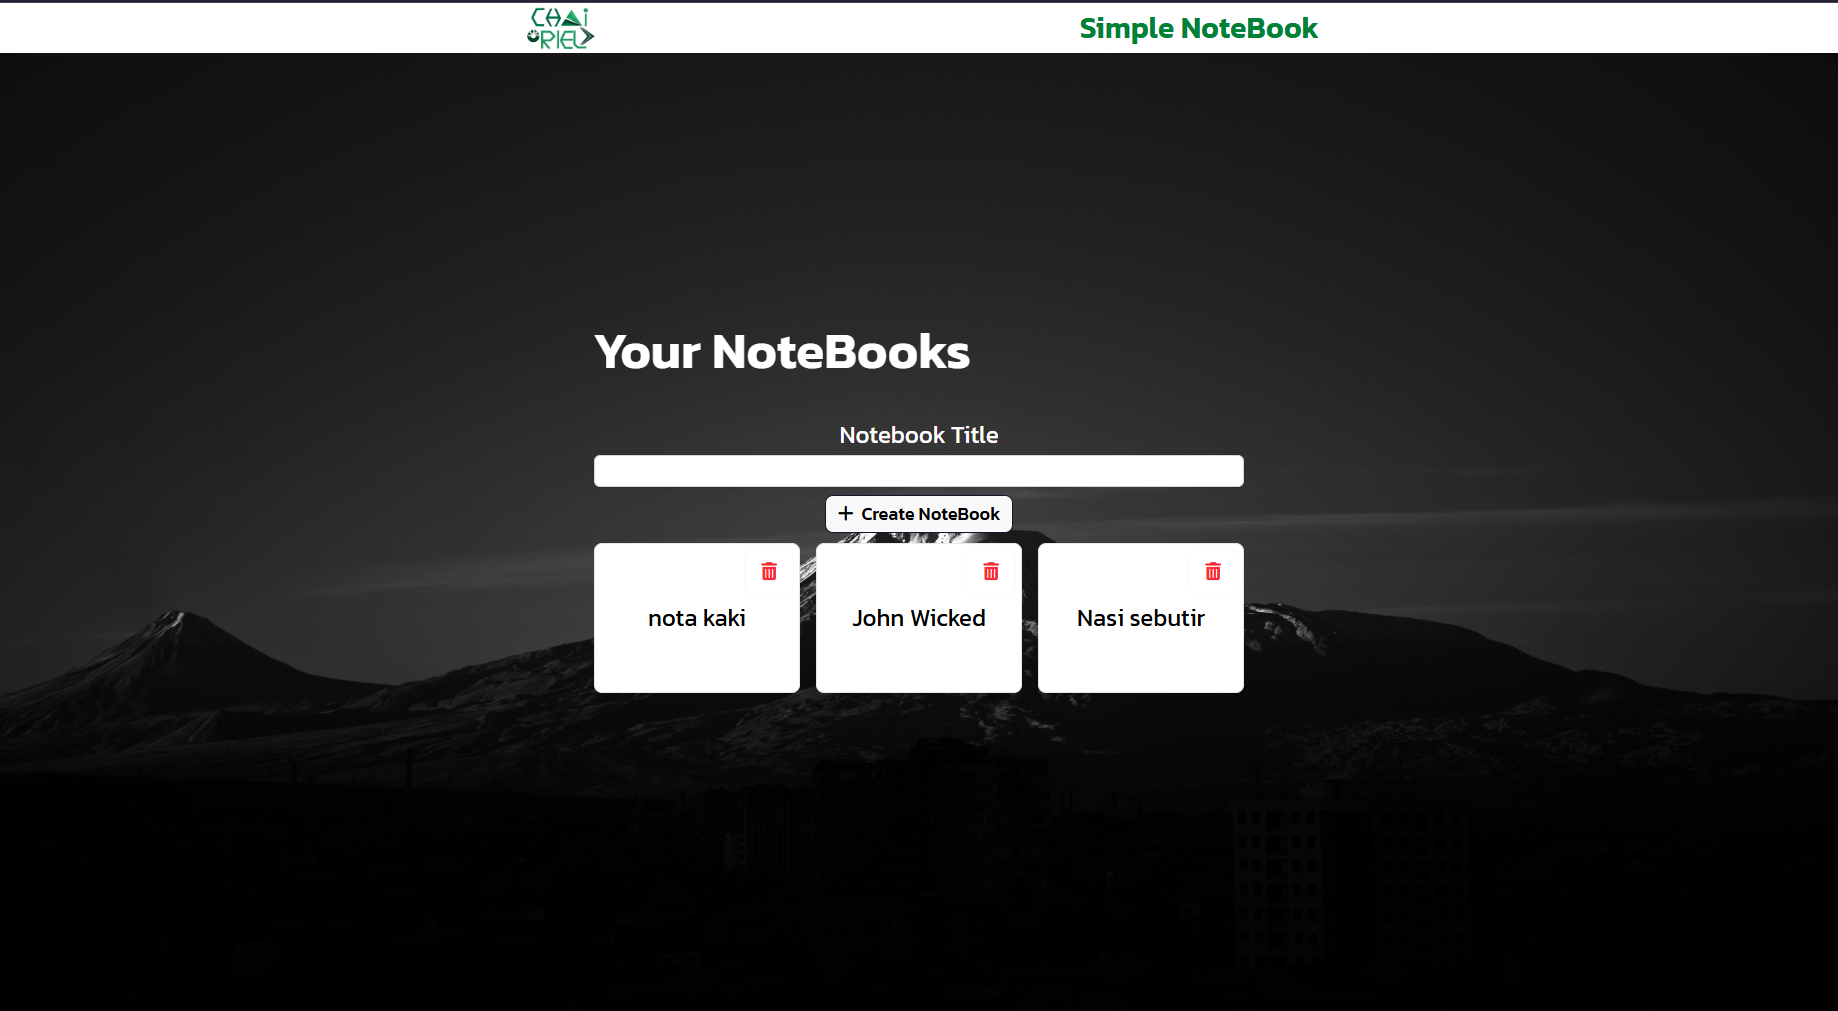 CHAI
RIEL
Simple NoteBook
Your NoteBooks
Notebook Title
Create NoteBook
nota kaki
John Wicked
Nasi sebutir